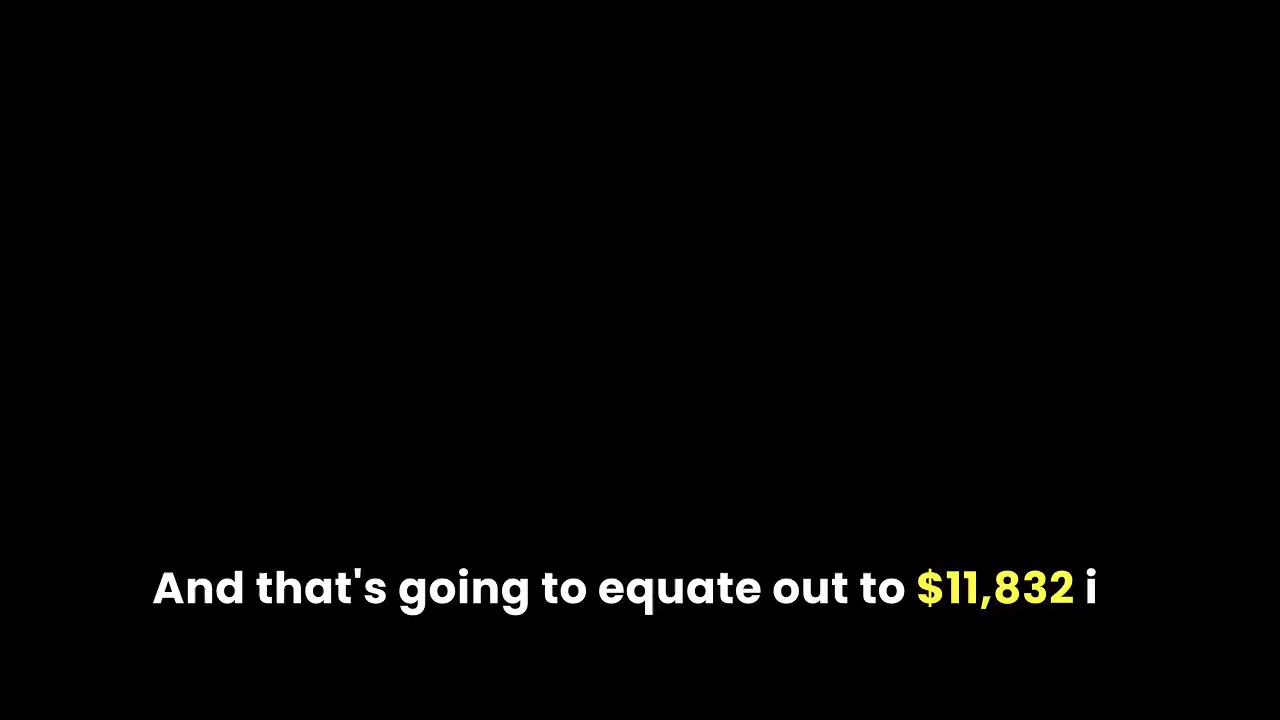 And that's going to equate out to $11,832 i